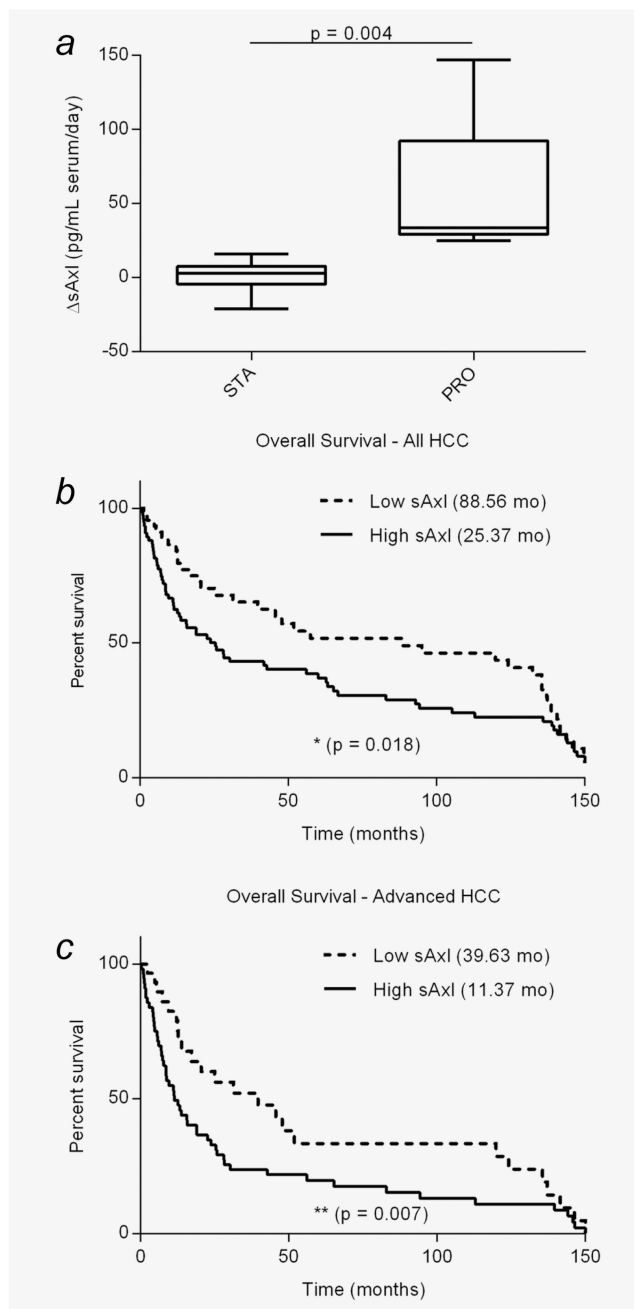 a
p = 0.004
150
100
50
0
-50
ΔsAxl (pg/mL serum/day)
STA
PRO
Overall Survival - All HCC
b
Low sAxl (88.56 mo)
High sAxl (25.37 mo)
100
50
0
Percent survival
* (p = 0.018)
0
50
100
150
Time (months)
Overall Survival - Advanced HCC
c
Low sAxl (39.63 mo)
High sAxl (11.37 mo)
100
50
0
Percent survival
** (p = 0.007)
0
50
100
150
Time (months)